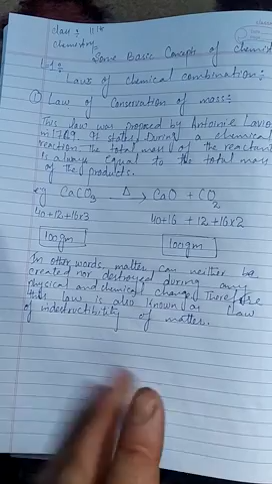 class: 11th
chemistry
Some Basic Concepts of chemist
L-1:
Laws of Chemical combination:
① Law of Conservation of mass:
This law was proposed by Antoinie Lavio
in 1789. It states, During a chemical
reaction. The total mass of the reactant
is always equal to the total mass
of the products.
eg CaCO3 Δ→ CaO + CO2
40+12+16×3 40+16 + 12+16×2
100gm 100gm
In other words, matter can neither be
created nor destroyed during any
physical and chemical change. Therefore
this law is also known as law
of indestructibility of matter.